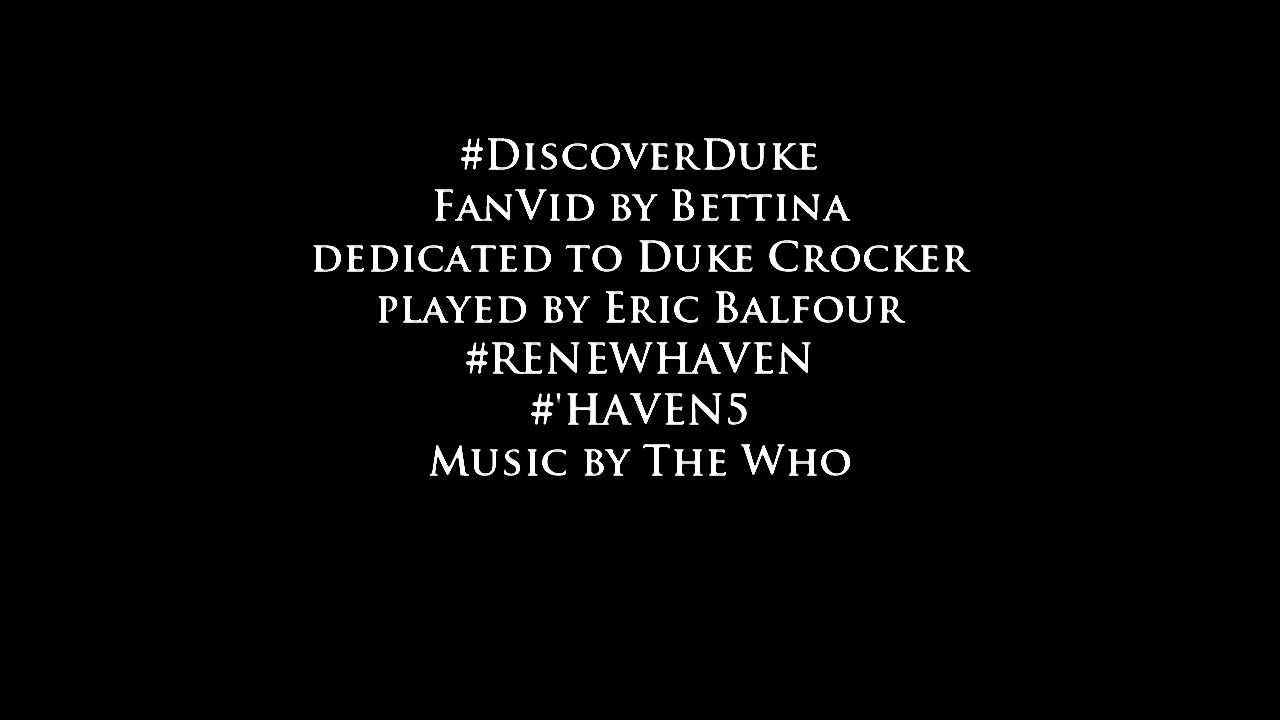 #DiscoverDuke
FanVid by Bettina
dedicated to Duke Crocker
played by Eric Balfour
#RENEWHAVEN
#'HAVEN5
Music by The Who